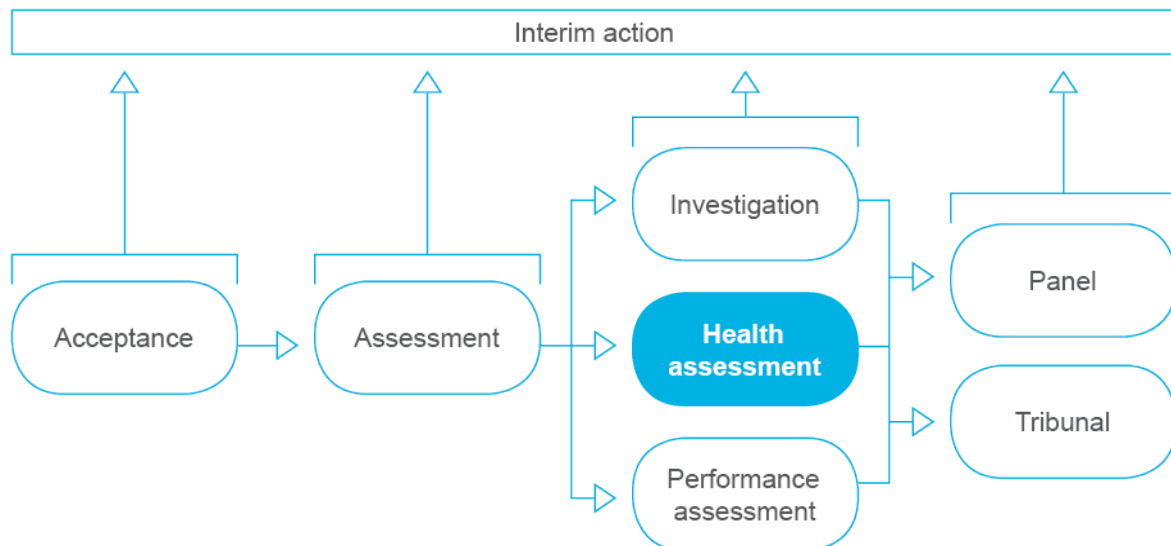 Interim action
Acceptance
Assessment
Investigation
Health
assessment
Performance
assessment
Panel
Tribunal